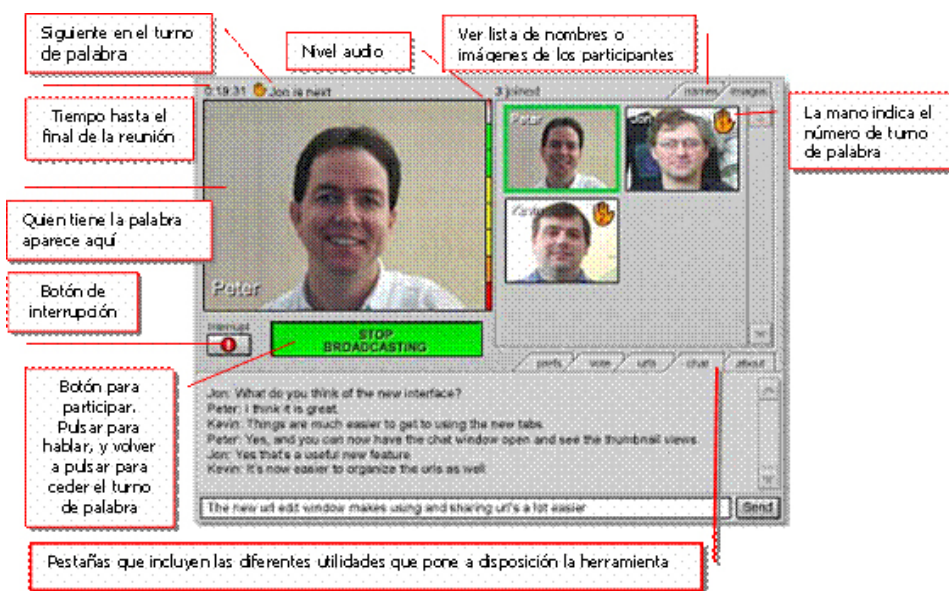 Siguiente en el turno
de palabra
Nivel audio
Ver lista de nombres o
imágenes de los participantes
0:19:31 Jon is next
3 joined
names images
Tiempo hasta el
final de la reunión
Peter
Jon
La mano indica el
número de turno
de palabra
Quien tiene la palabra
aparece aquí
Kevin
Peter
Botón de
interrupción
Interrupt
STOP
BROADCASTING
prefs vote urls chat about
Botón para
participar.
Pulsar para
hablar, y volver
a pulsar para
ceder el turno
de palabra
Jon: What do you think of the new interface?
Peter: I think it is great.
Kevin: Things are much easier to get to using the new tabs.
Peter: Yes, and you can now have the chat window open and see the thumbnail views.
Jon: Yes that's a useful new feature
Kevin: It's now easier to organize the urls as well
The new url edit window makes using and sharing url's a lot easier
Send
Pestañas que incluyen las diferentes utilidades que pone a disposición la herramienta